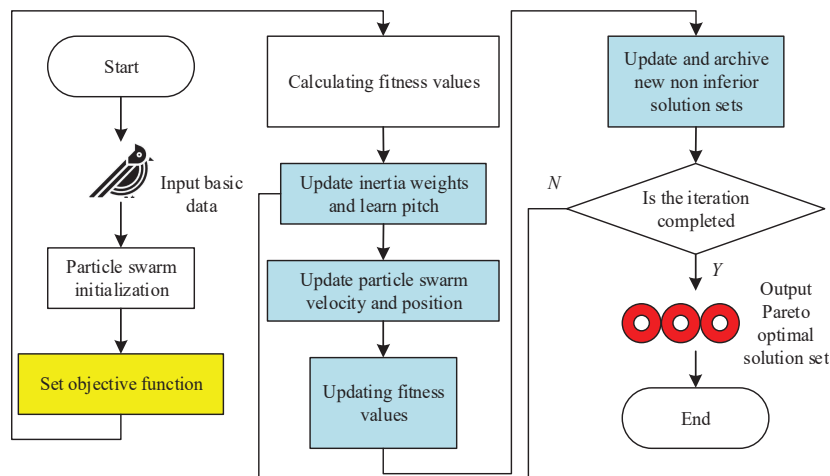 Start
Input basic
data
Particle swarm
initialization
Set objective function
Calculating fitness values
Update inertia weights
and learn pitch
Update particle swarm
velocity and position
Updating fitness
values
Update and archive
new non inferior
solution sets
N
Is the iteration
completed
Y
Output
Pareto
optimal
solution set
End